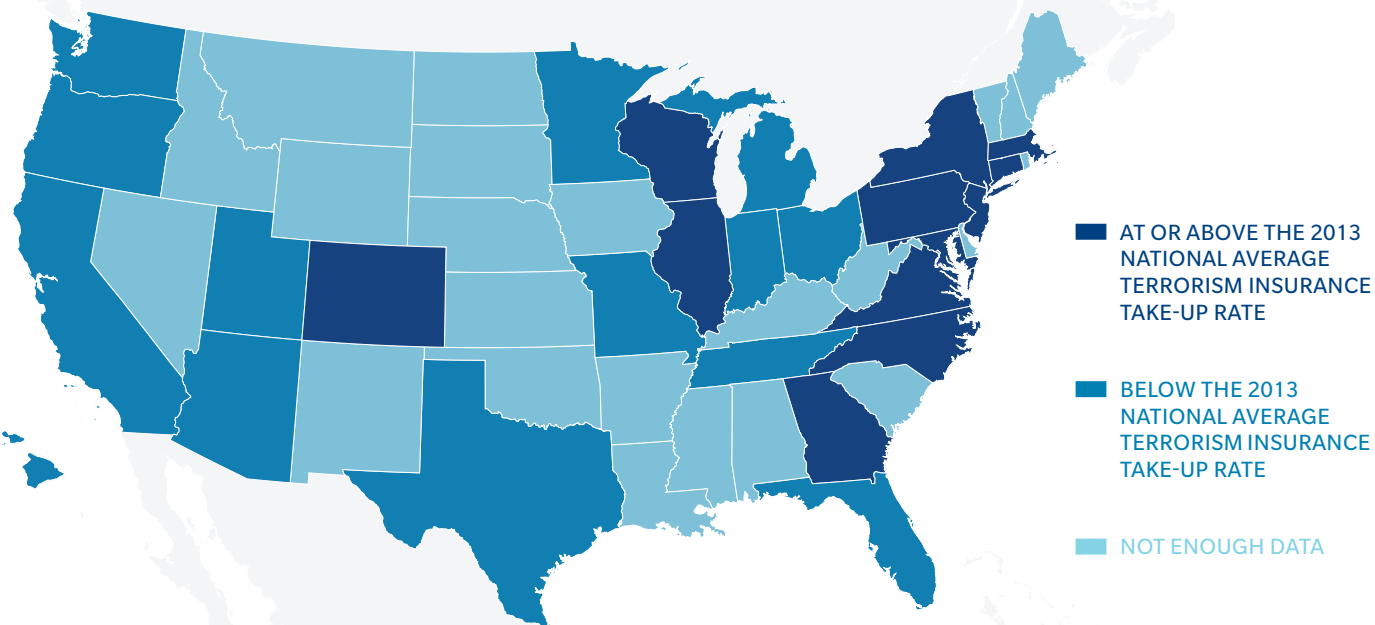 AT OR ABOVE THE 2013
NATIONAL AVERAGE
TERRORISM INSURANCE
TAKE-UP RATE
BELOW THE 2013
NATIONAL AVERAGE
TERRORISM INSURANCE
TAKE-UP RATE
NOT ENOUGH DATA